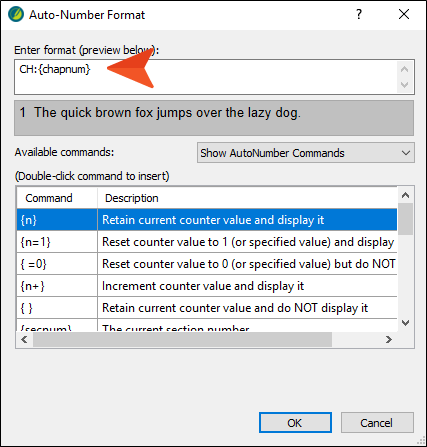 Auto-Number Format
Enter format (preview below):
CH:{chapnum}
1 The quick brown fox jumps over the lazy dog.
Available commands:
Show AutoNumber Commands
(Double-click command to insert)
Command Description
{n} Retain current counter value and display it
{n=1} Reset counter value to 1 (or specified value) and display
{ =0} Reset counter value to 0 (or specified value) but do NOT
{n+} Increment counter value and display it
{ } Retain current counter value and do NOT display it
{secnum} The current section number
OK Cancel